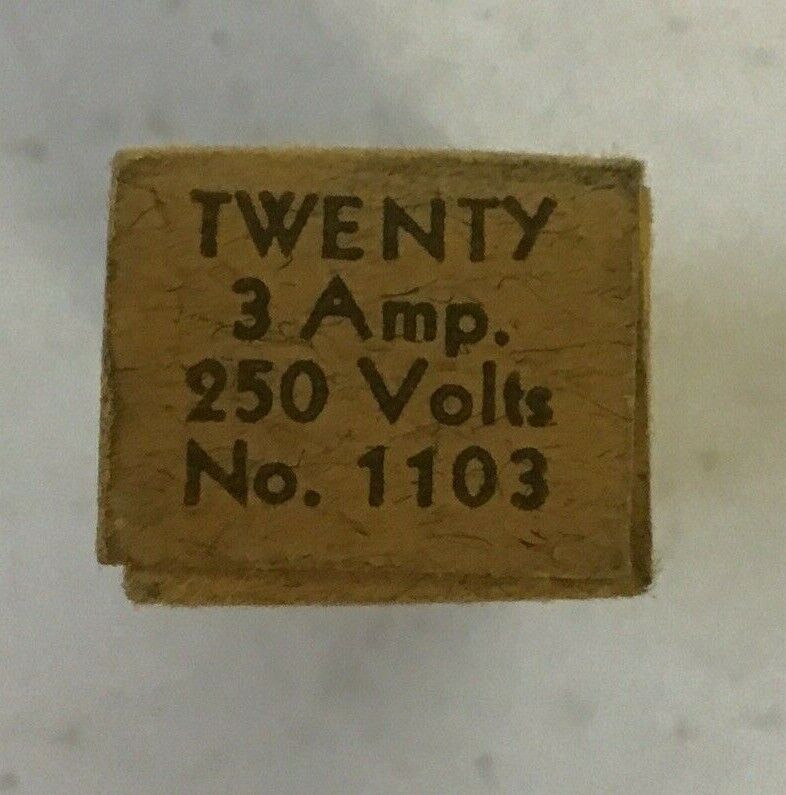 TWENTY
3 Amp.
250 Volts
No. 1103